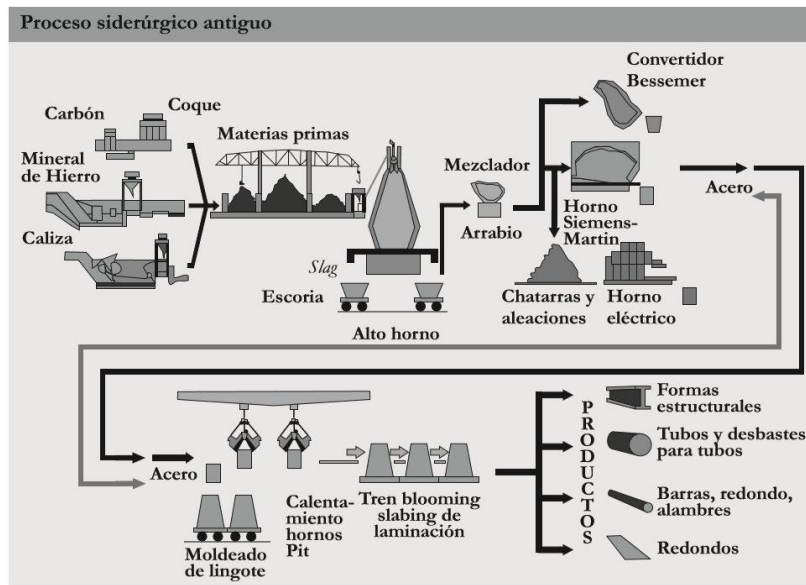 Proceso siderúrgico antiguo
Convertidor
Bessemer
Carbón
Coque
Materias primas
Mineral
de Hierro
Mezclador
Acero
Caliza
Arrabio
Horno
Siemens-
Martin
Slag
Escoria
Chatarras y
aleaciones
Horno
eléctrico
Alto horno
Acero
Moldeado
de lingote
Calenta-
miento
hornos
Pit
Tren blooming
slabing de
laminación
PRODUCTOS
Formas
estructurales
Tubos y desbastes
para tubos
Barras, redondo,
alambres
Redondos